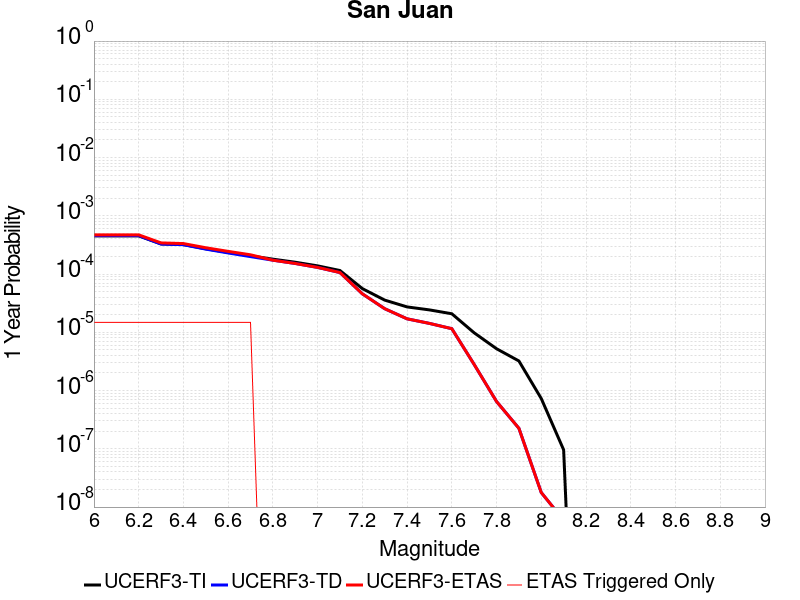 San Juan
10^0
10^-1
10^-2
10^-3
10^-4
10^-5
10^-6
10^-7
10^-8
1 Year Probability
6 6.2 6.4 6.6 6.8 7 7.2 7.4 7.6 7.8 8 8.2 8.4 8.6 8.8 9
Magnitude
UCERF3-TI UCERF3-TD UCERF3-ETAS ETAS Triggered Only